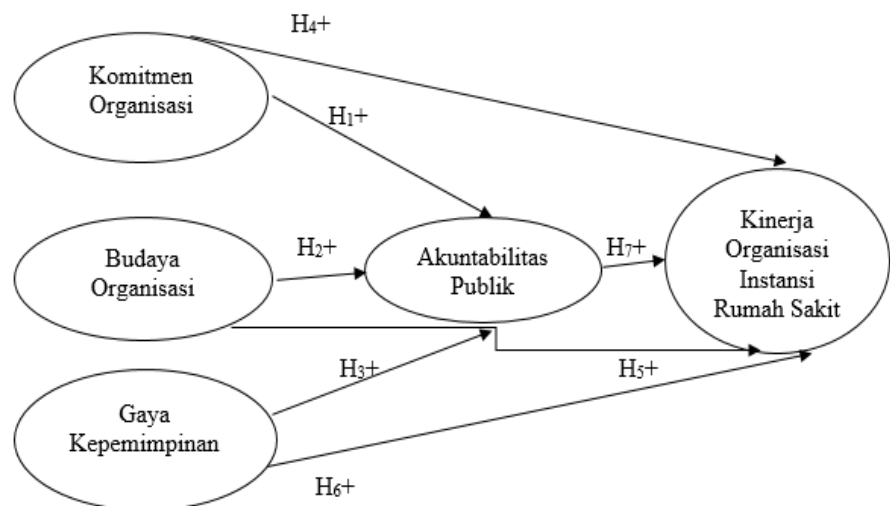 H4+
Komitmen
Organisasi
H1+
Budaya
Organisasi
H2+
Akuntabilitas
Publik
H7+
Kinerja
Organisasi
Instansi
Rumah Sakit
H3+
H5+
Gaya
Kepemimpinan
H6+